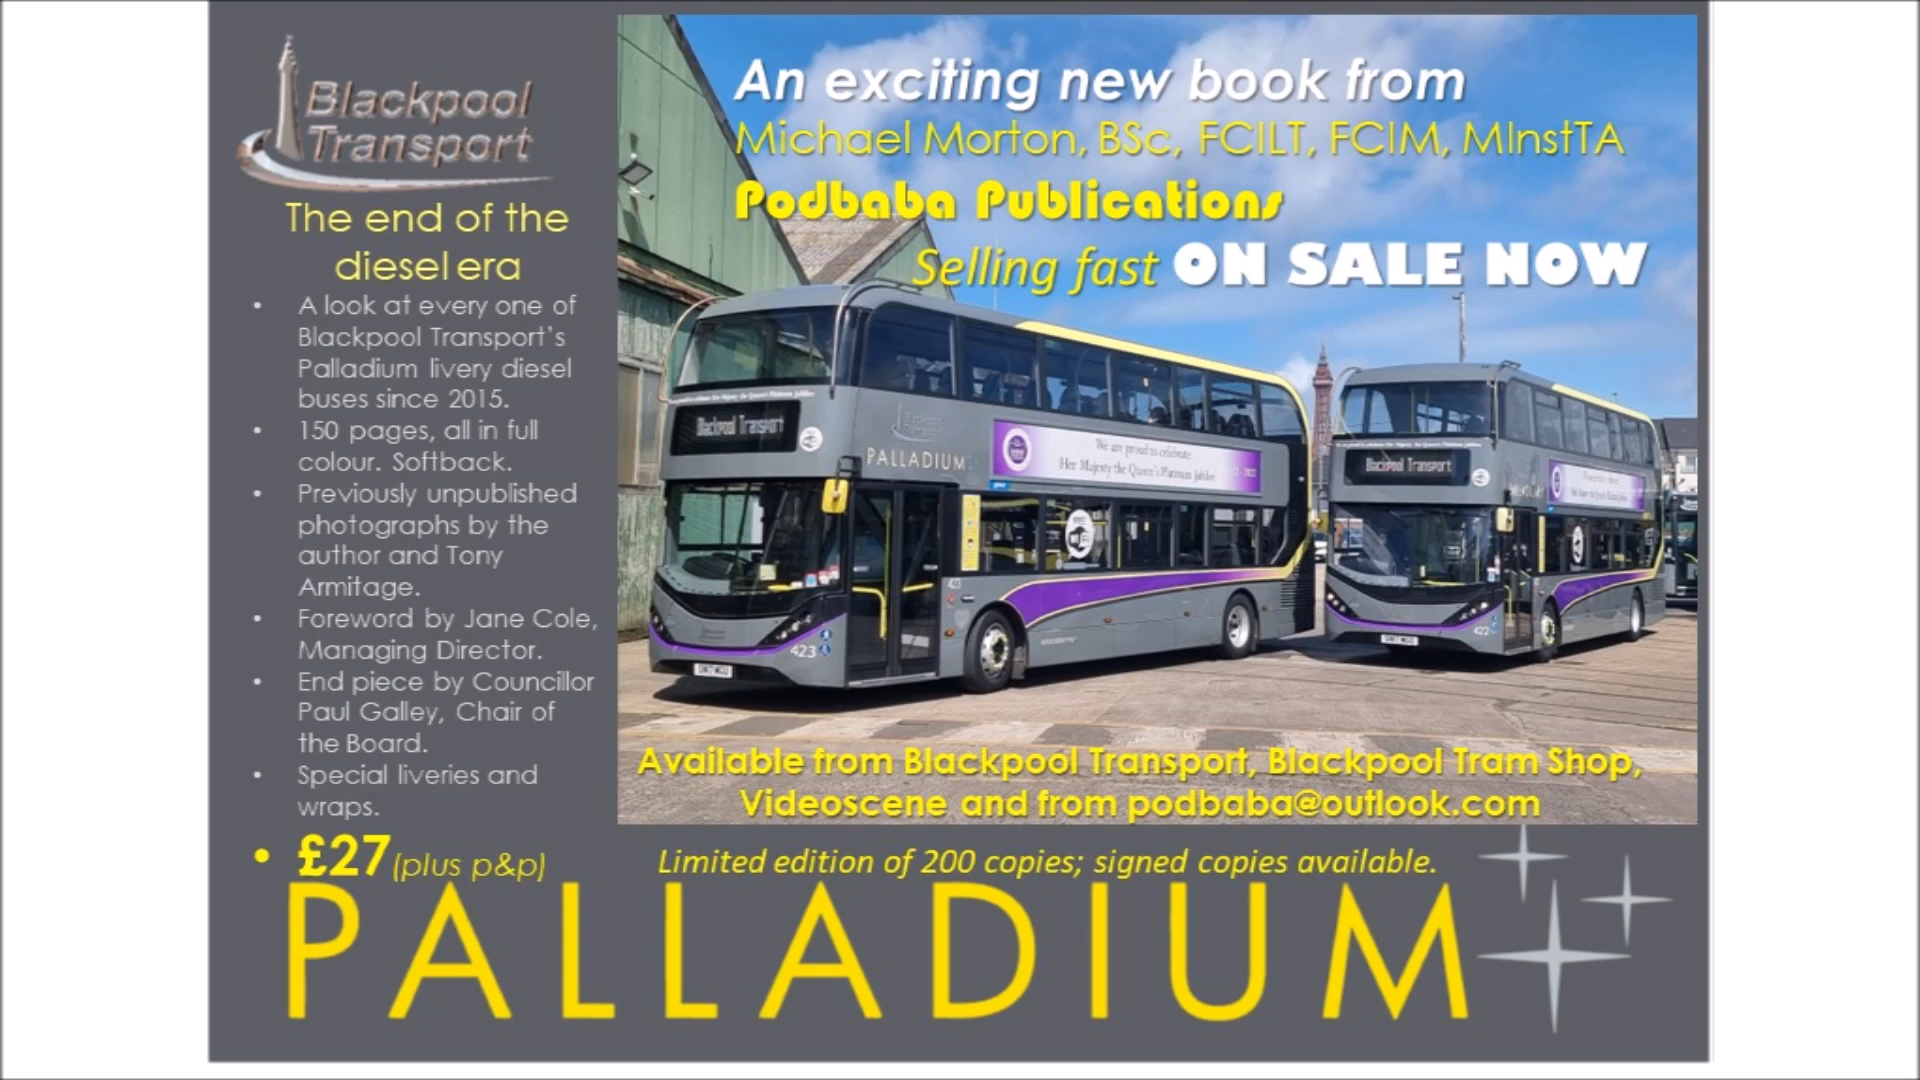 Blackpool
Transport
The end of the
diesel era
• A look at every one of
Blackpool Transport's
Palladium livery diesel
buses since 2015.
• 150 pages, all in full
colour. Softback.
• Previously unpublished
photographs by the
author and Tony
Armitage.
• Foreword by Jane Cole,
Managing Director.
• End piece by Councillor
Paul Galley, Chair of
the Board.
• Special liveries and
wraps.
• £27 (plus p&p)
An exciting new book from
Michael Morton, BSc, FCILT, FCIM, MInstTA
Podbaba Publications
Selling fast ON SALE NOW
Blackpool Transport
PALLADIUM
We are proud to celebrate
Her Majesty the Queen's Platinum Jubilee
423
Blackpool Transport
422
Available from Blackpool Transport, Blackpool Tram Shop,
Videoscene and from podbaba@outlook.com
Limited edition of 200 copies; signed copies available.
PALLADIUM